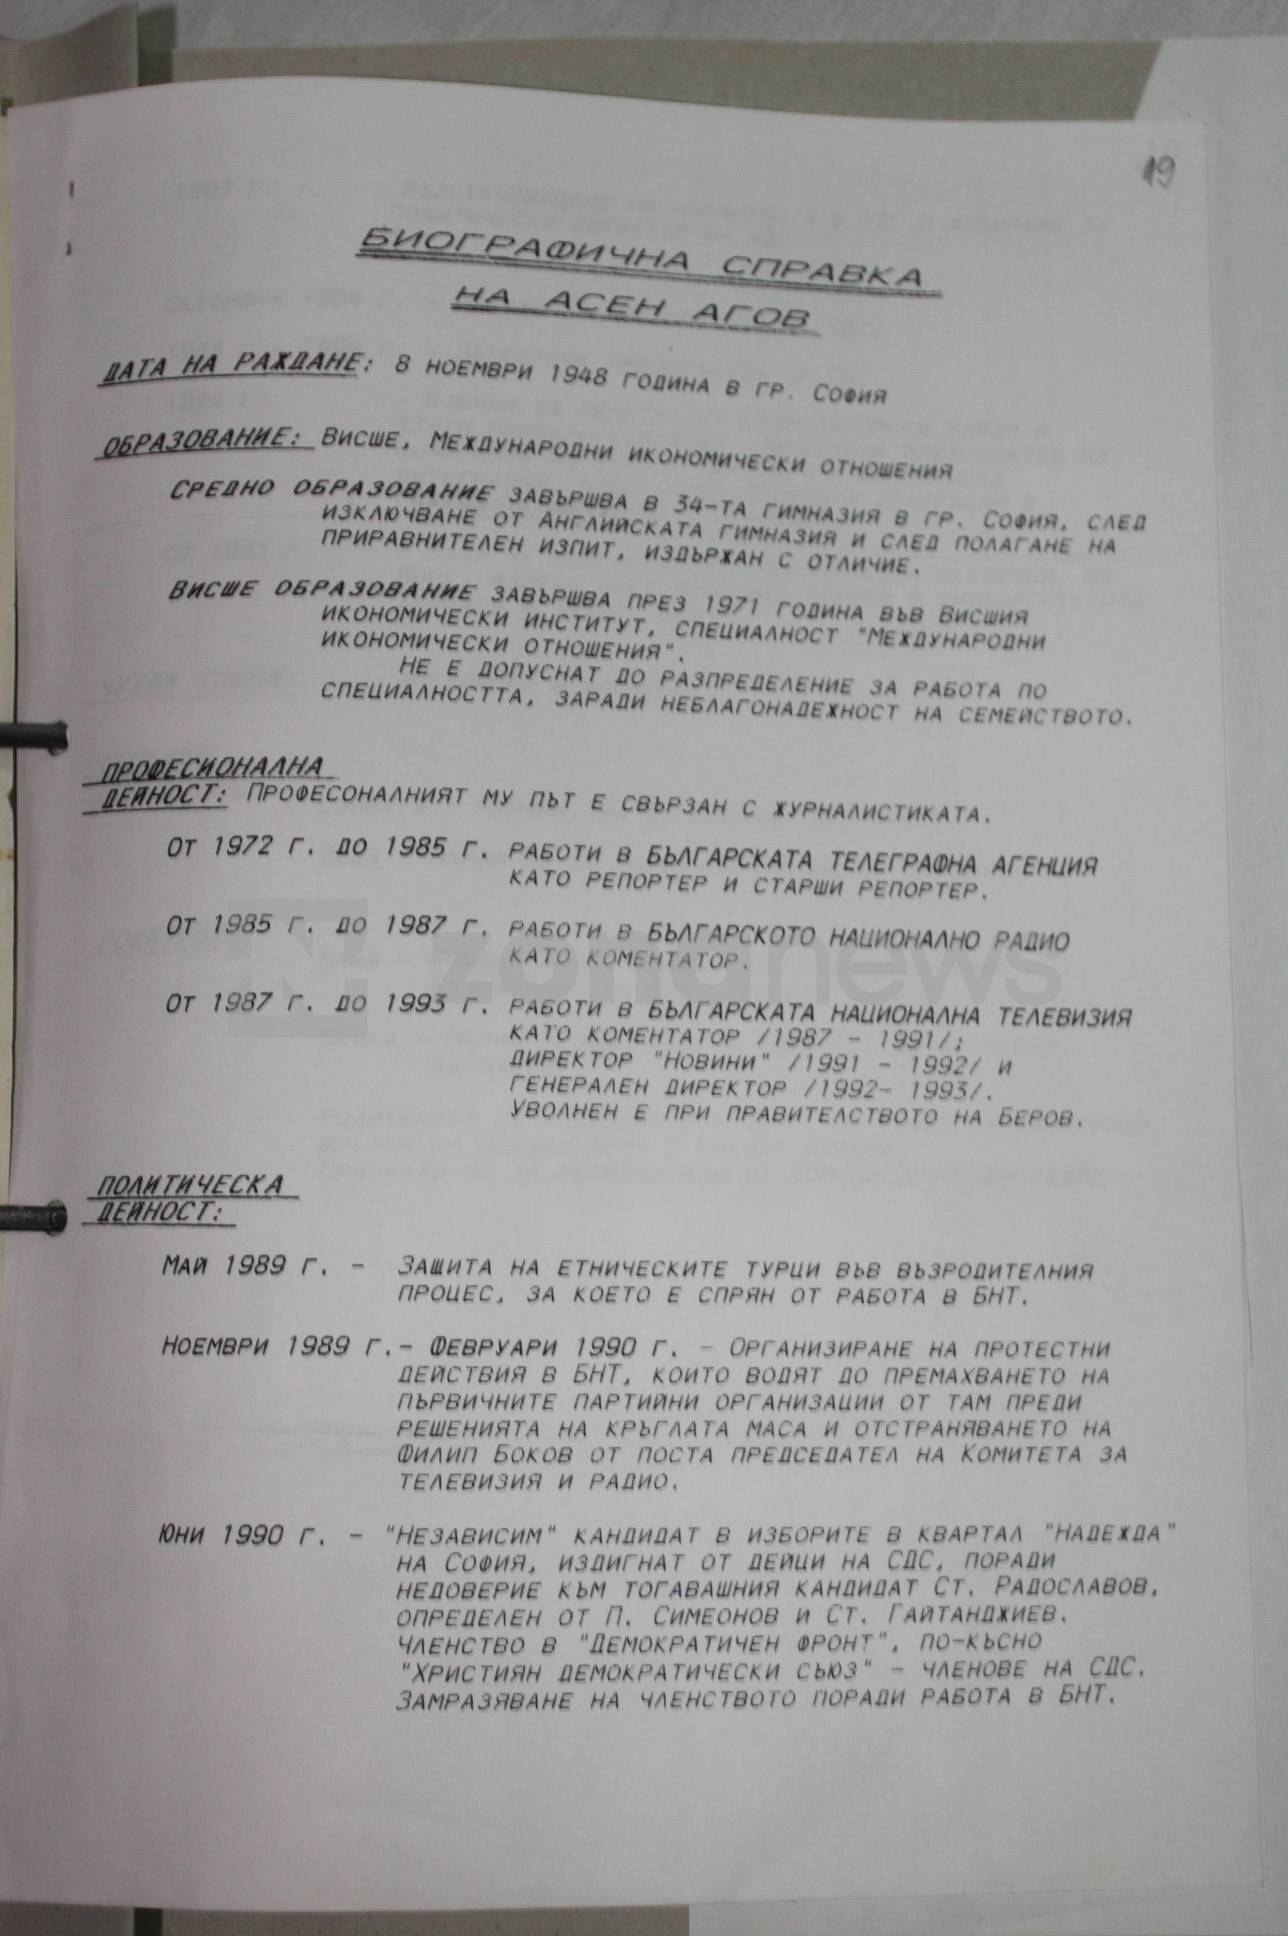 19
БИОГРАФИЧНА СПРАВКА
НА АСЕН АГОВ
ДАТА НА РАЖДАНЕ: 8 НОЕМВРИ 1948 ГОДИНА В ГР. СОФИЯ
ОБРАЗОВАНИЕ: ВИСШЕ, МЕЖДУНАРОДНИ ИКОНОМИЧЕСКИ ОТНОШЕНИЯ
СРЕДНО ОБРАЗОВАНИЕ ЗАВЪРШВА В 34-ТА ГИМНАЗИЯ В ГР. СОФИЯ, СЛЕД
ИЗКЛЮЧВАНЕ ОТ АНГЛИЙСКАТА ГИМНАЗИЯ И СЛЕД ПОЛАГАНЕ НА
ПРИРАВНИТЕЛЕН ИЗПИТ, ИЗДЪРЖАН С ОТЛИЧИЕ.
ВИСШЕ ОБРАЗОВАНИЕ ЗАВЪРШВА ПРЕЗ 1971 ГОДИНА ВЪВ ВИСШИЯ
ИКОНОМИЧЕСКИ ИНСТИТУТ, СПЕЦИАЛНОСТ "МЕЖДУНАРОДНИ
ИКОНОМИЧЕСКИ ОТНОШЕНИЯ".
НЕ Е ДОПУСНАТ ДО РАЗПРЕДЕЛЕНИЕ ЗА РАБОТА ПО
СПЕЦИАЛНОСТТА, ЗАРАДИ НЕБЛАГОНАДЕЖНОСТ НА СЕМЕЙСТВОТО.
ПРОФЕСИОНАЛНА
ДЕЙНОСТ: ПРОФЕСОНАЛНИЯТ МУ ПЪТ Е СВЪРЗАН С ЖУРНАЛИСТИКАТА.
ОТ 1972 Г. ДО 1985 Г. РАБОТИ В БЪЛГАРСКАТА ТЕЛЕГРАФНА АГЕНЦИЯ
КАТО РЕПОРТЕР И СТАРШИ РЕПОРТЕР.
ОТ 1985 Г. ДО 1987 Г. РАБОТИ В БЪЛГАРСКОТО НАЦИОНАЛНО РАДИО
КАТО КОМЕНТАТОР.
zonanews
ОТ 1987 Г. ДО 1993 Г. РАБОТИ В БЪЛГАРСКАТА НАЦИОНАЛНА ТЕЛЕВИЗИЯ
КАТО КОМЕНТАТОР /1987 - 1991/;
ДИРЕКТОР "НОВИНИ" /1991 - 1992/ И
ГЕНЕРАЛЕН ДИРЕКТОР /1992- 1993/.
УВОЛНЕН Е ПРИ ПРАВИТЕЛСТВОТО НА БЕРОВ.
ПОЛИТИЧЕСКА
ДЕЙНОСТ:
МАЙ 1989 Г. - ЗАЩИТА НА ЕТНИЧЕСКИТЕ ТУРЦИ ВЪВ ВЪЗРОДИТЕЛНИЯ
ПРОЦЕС, ЗА КОЕТО Е СПРЯН ОТ РАБОТА В БНТ.
НОЕМВРИ 1989 Г.- ФЕВРУАРИ 1990 Г. - ОРГАНИЗИРАНЕ НА ПРОТЕСТНИ
ДЕЙСТВИЯ В БНТ, КОИТО ВОДЯТ ДО ПРЕМАХВАНЕТО НА
ПЪРВИЧНИТЕ ПАРТИЙНИ ОРГАНИЗАЦИИ ОТ ТАМ ПРЕДИ
РЕШЕНИЯТА НА КРЪГЛАТА МАСА И ОТСТРАНЯВАНЕТО НА
ФИЛИП БОКОВ ОТ ПОСТА ПРЕДСЕДАТЕЛ НА КОМИТЕТА ЗА
ТЕЛЕВИЗИЯ И РАДИО.
ЮНИ 1990 Г. - "НЕЗАВИСИМ" КАНДИДАТ В ИЗБОРИТЕ В КВАРТАЛ "НАДЕЖДА"
НА СОФИЯ, ИЗДИГНАТ ОТ ДЕЙЦИ НА СДС, ПОРАДИ
НЕДОВЕРИЕ КЪМ ТОГАВАШНИЯ КАНДИДАТ СТ. РАДОСЛАВОВ,
ОПРЕДЕЛЕН ОТ П. СИМЕОНОВ И СТ. ГАЙТАНДЖИЕВ.
ЧЛЕНСТВО В "ДЕМОКРАТИЧЕН ФРОНТ", ПО-КЪСНО
"ХРИСТИЯН ДЕМОКРАТИЧЕСКИ СЪЮЗ" - ЧЛЕНОВЕ НА СДС.
ЗАМРАЗЯВАНЕ НА ЧЛЕНСТВОТО ПОРАДИ РАБОТА В БНТ.